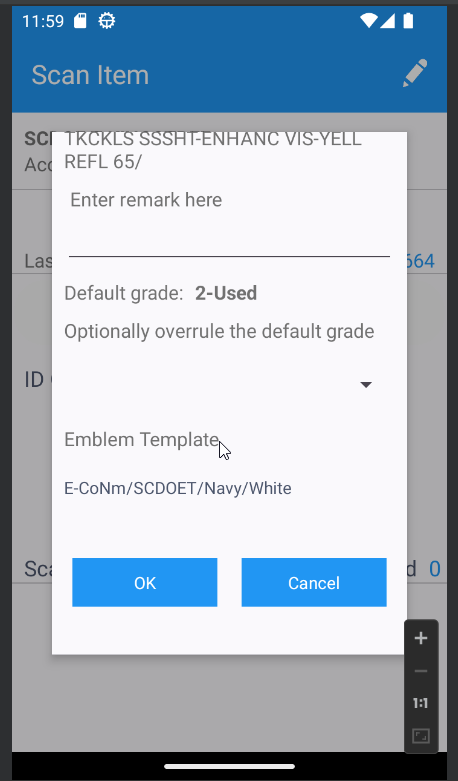 11:59
Scan Item
SCI
TKCKLS SSSHT-ENHANC VIS-YELL
REFL 65/
Acc
Enter remark here
Las
664
Default grade: 2-Used
Optionally overrule the default grade
ID
Emblem Template
E-CoNm/SCDOET/Navy/White
Sca
d 0
OK
Cancel
1:1